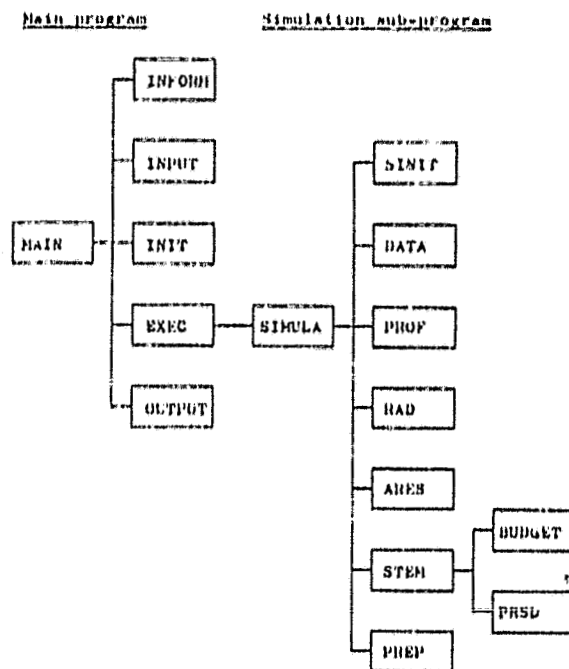 Main program Simulation sub-program
INFORM
INPUT SINIT
MAIN INIT DATA
EXEC SIMULA PROF
OUTPUT RAD
ARES
BUDGET
STEM
PRSD
PREP